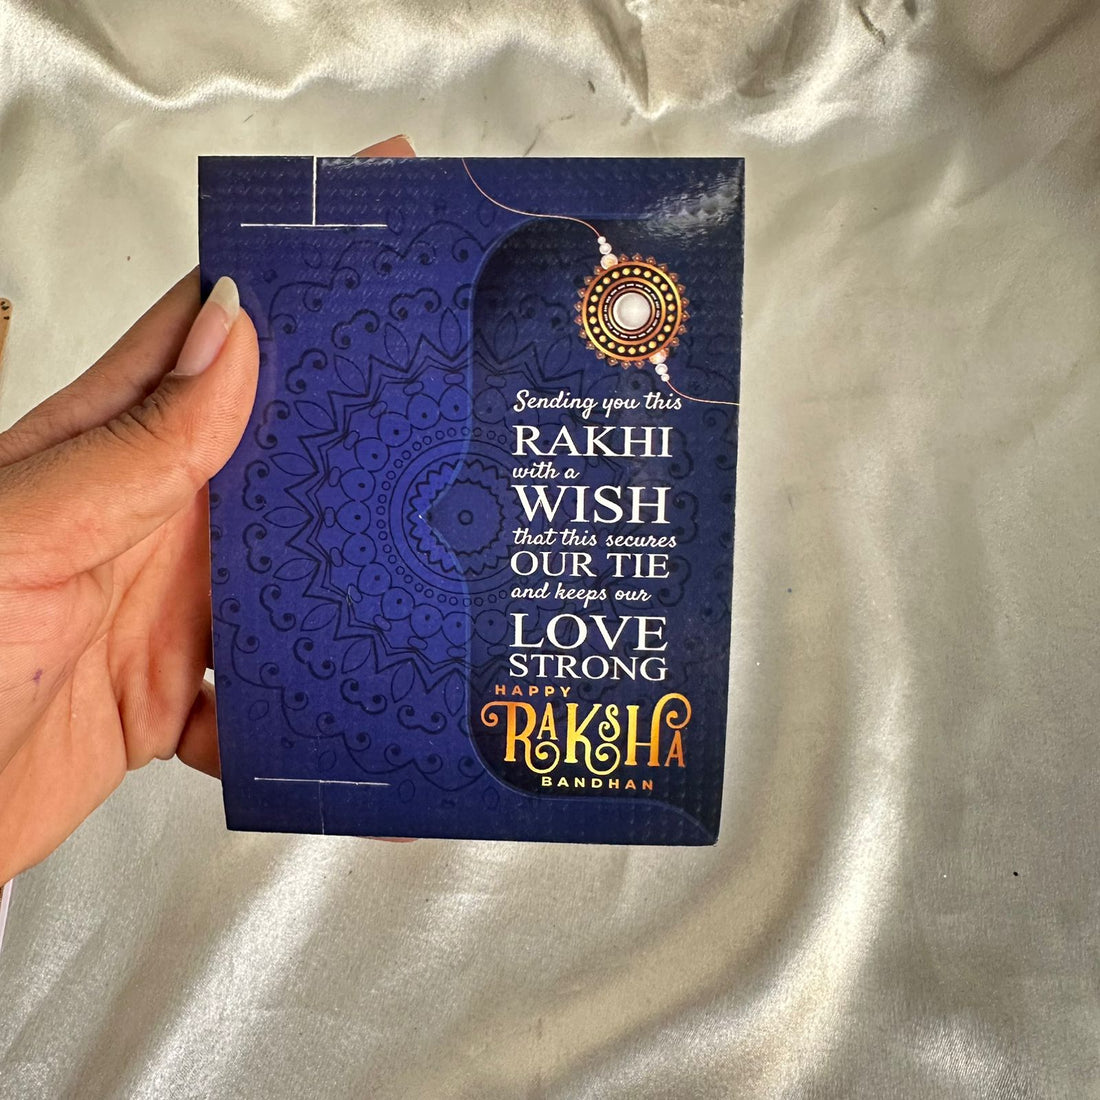 Sending you this
RAKHI
with a
WISH
that this secures
OUR TIE
and keeps our
LOVE
STRONG
HAPPY
RAKSHA
BANDHAN